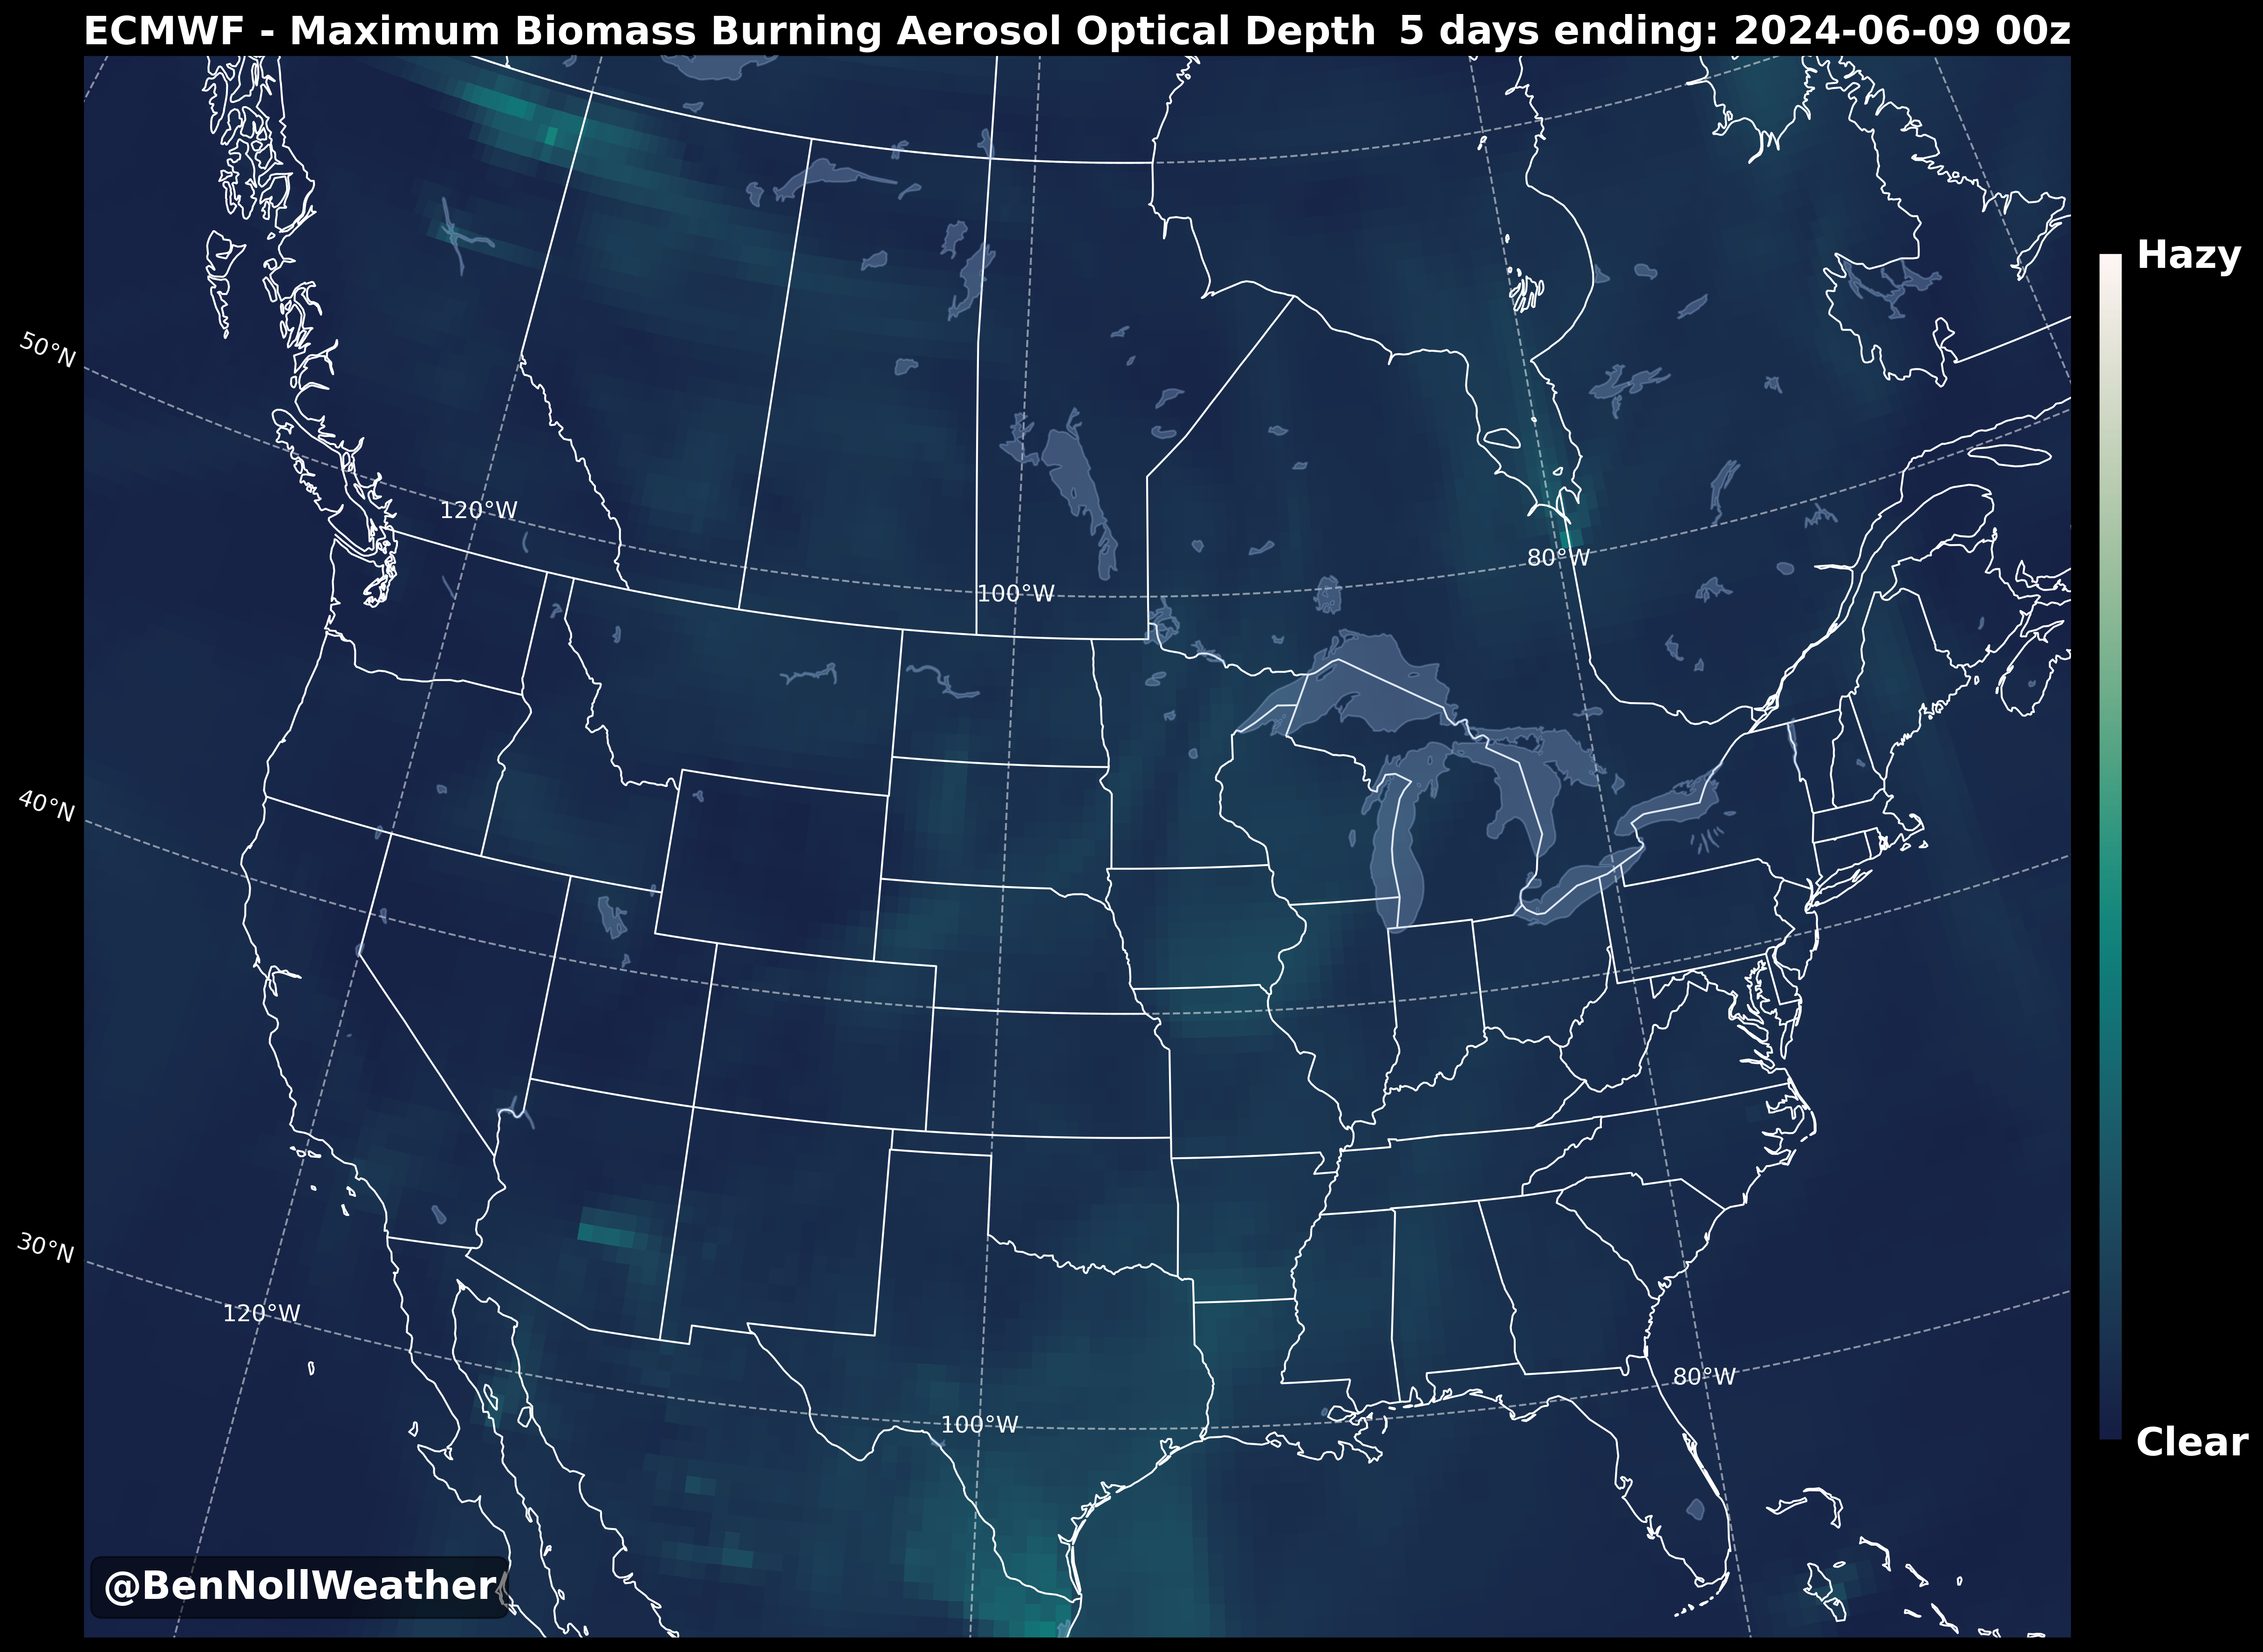 ECMWF - Maximum Biomass Burning Aerosol Optical Depth 5 days ending: 2024-06-09 00z
Hazy
50°N
120°W
80°W
100°W
40°N
30°N
120°W
80°W
100°W
Clear
@BenNollWeather